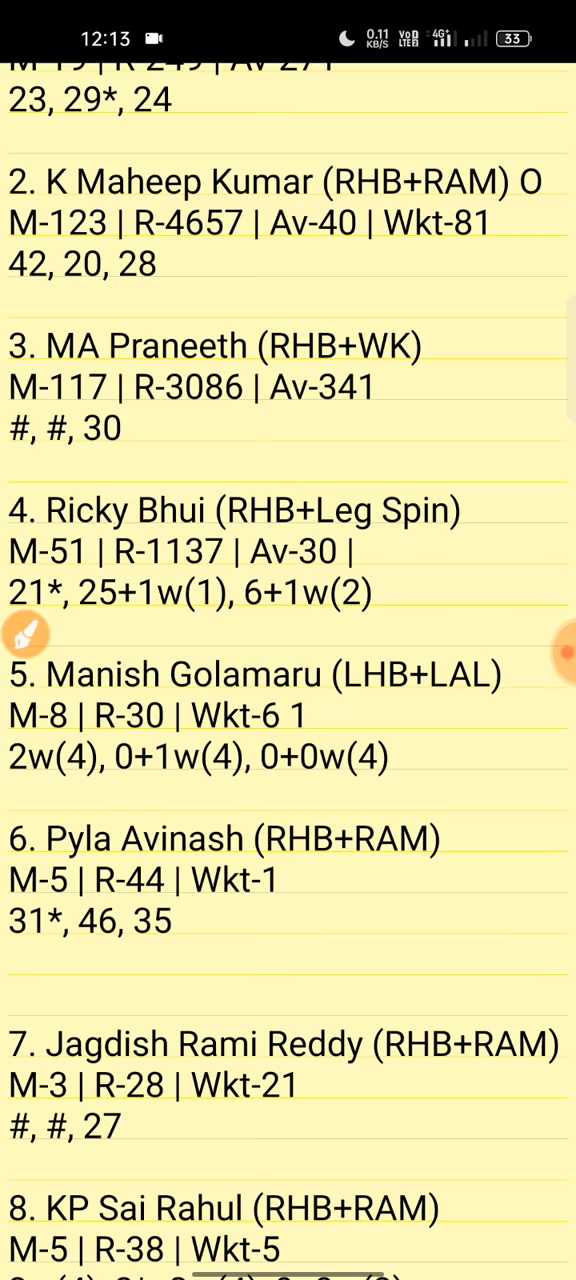 12:13
0.11 KB/S
VoD LTE2
4G+
33
23, 29*, 24
2. K Maheep Kumar (RHB+RAM) O
M-123 | R-4657 | Av-40 | Wkt-81
42, 20, 28
3. MA Praneeth (RHB+WK)
M-117 | R-3086 | Av-341
#, #, 30
4. Ricky Bhui (RHB+Leg Spin)
M-51 | R-1137 | Av-30 |
21*, 25+1w(1), 6+1w(2)
5. Manish Golamaru (LHB+LAL)
M-8 | R-30 | Wkt-6 1
2w(4), 0+1w(4), 0+0w(4)
6. Pyla Avinash (RHB+RAM)
M-5 | R-44 | Wkt-1
31*, 46, 35
7. Jagdish Rami Reddy (RHB+RAM)
M-3 | R-28 | Wkt-21
#, #, 27
8. KP Sai Rahul (RHB+RAM)
M-5 | R-38 | Wkt-5